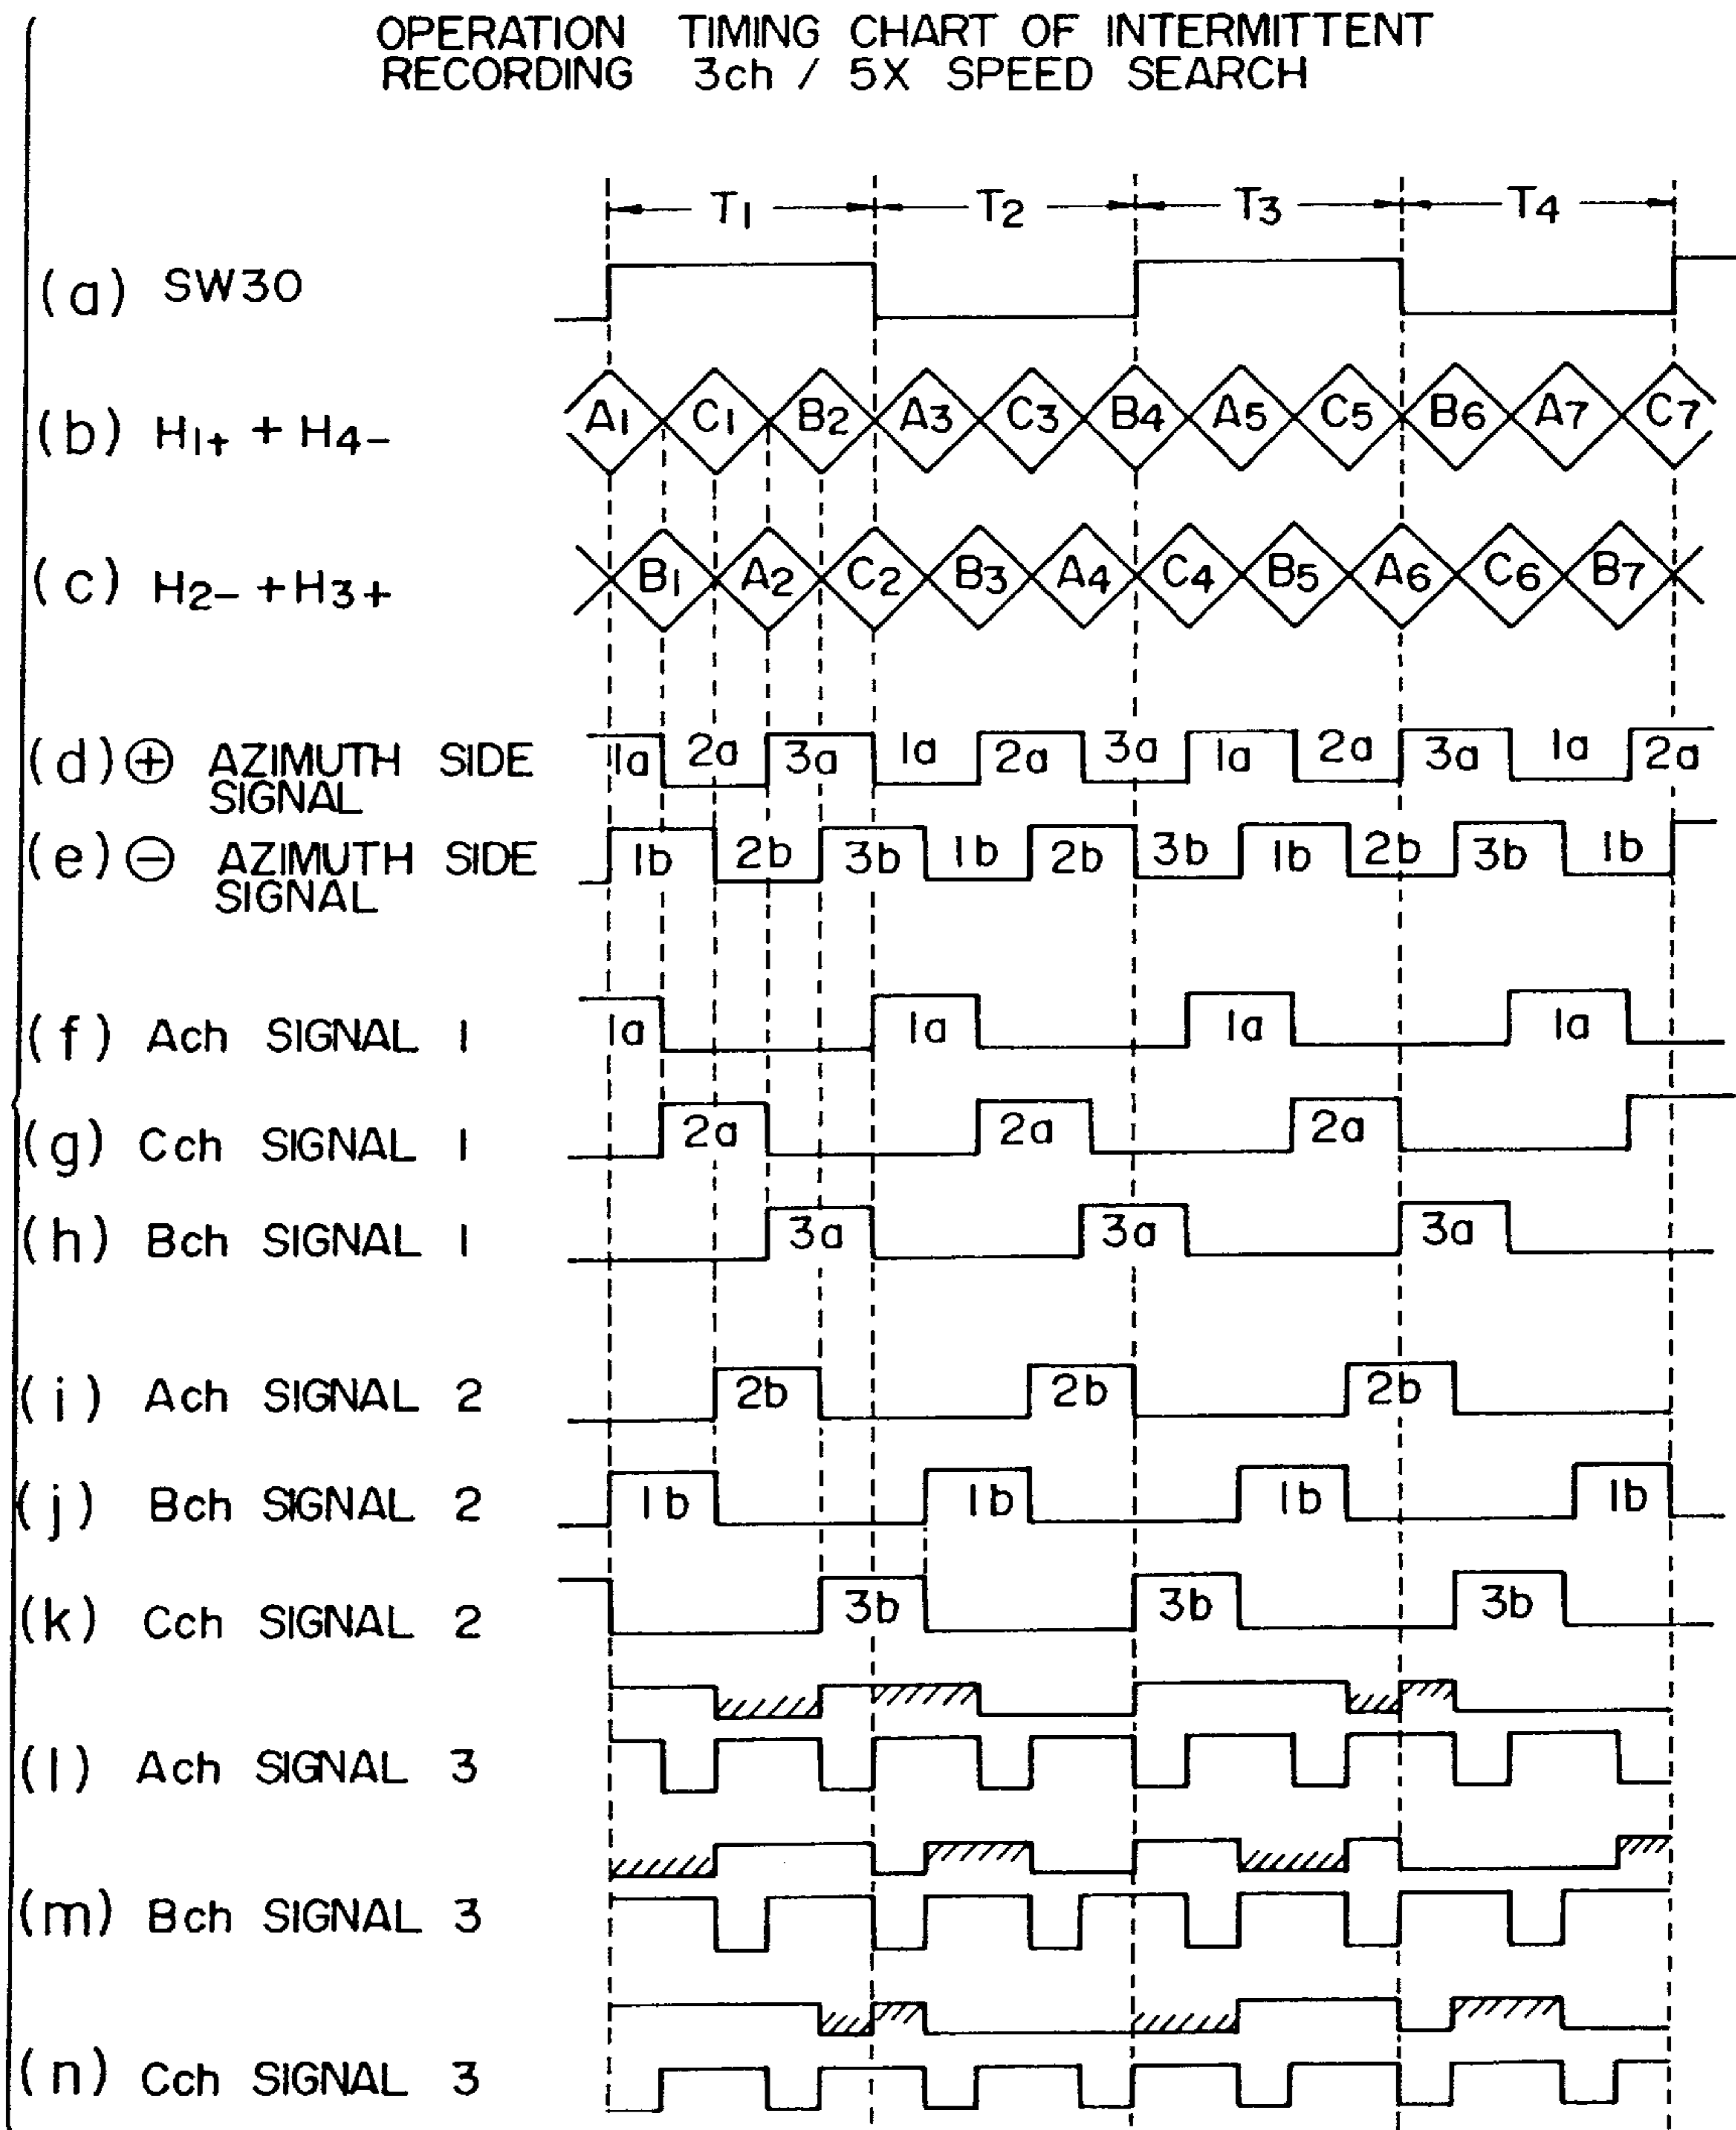 OPERATION TIMING CHART OF INTERMITTENT
RECORDING 3ch / 5X SPEED SEARCH
T1 T2 T3 T4
(a) SW30
(b) H1+ + H4-
A1 C1 B2 A3 C3 B4 A5 C5 B6 A7 C7
(c) H2- + H3+
B1 A2 C2 B3 A4 C4 B5 A6 C6 B7
(d) ⊕ AZIMUTH SIDE
SIGNAL
1a 2a 3a 1a 2a 3a 1a 2a 3a 1a 2a
(e) ⊖ AZIMUTH SIDE
SIGNAL
1b 2b 3b 1b 2b 3b 1b 2b 3b 1b
(f) Ach SIGNAL 1
1a 1a 1a 1a
(g) Cch SIGNAL 1
2a 2a 2a
(h) Bch SIGNAL 1
3a 3a 3a
(i) Ach SIGNAL 2
2b 2b 2b
(j) Bch SIGNAL 2
1b 1b 1b 1b
(k) Cch SIGNAL 2
3b 3b 3b
(l) Ach SIGNAL 3
(m) Bch SIGNAL 3
(n) Cch SIGNAL 3